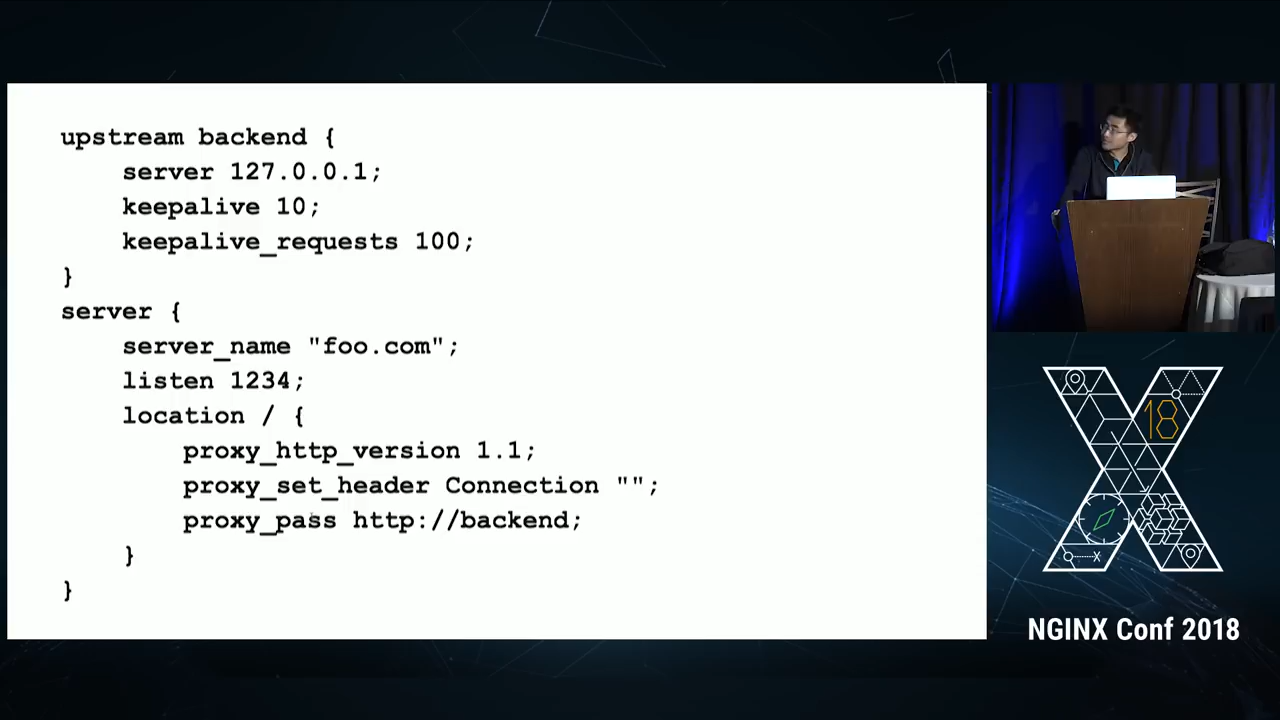 upstream backend {
server 127.0.0.1;
keepalive 10;
keepalive_requests 100;
}
server {
server_name "foo.com";
listen 1234;
location / {
proxy_http_version 1.1;
proxy_set_header Connection "";
proxy_pass http://backend;
}
}
18
NGINX Conf 2018